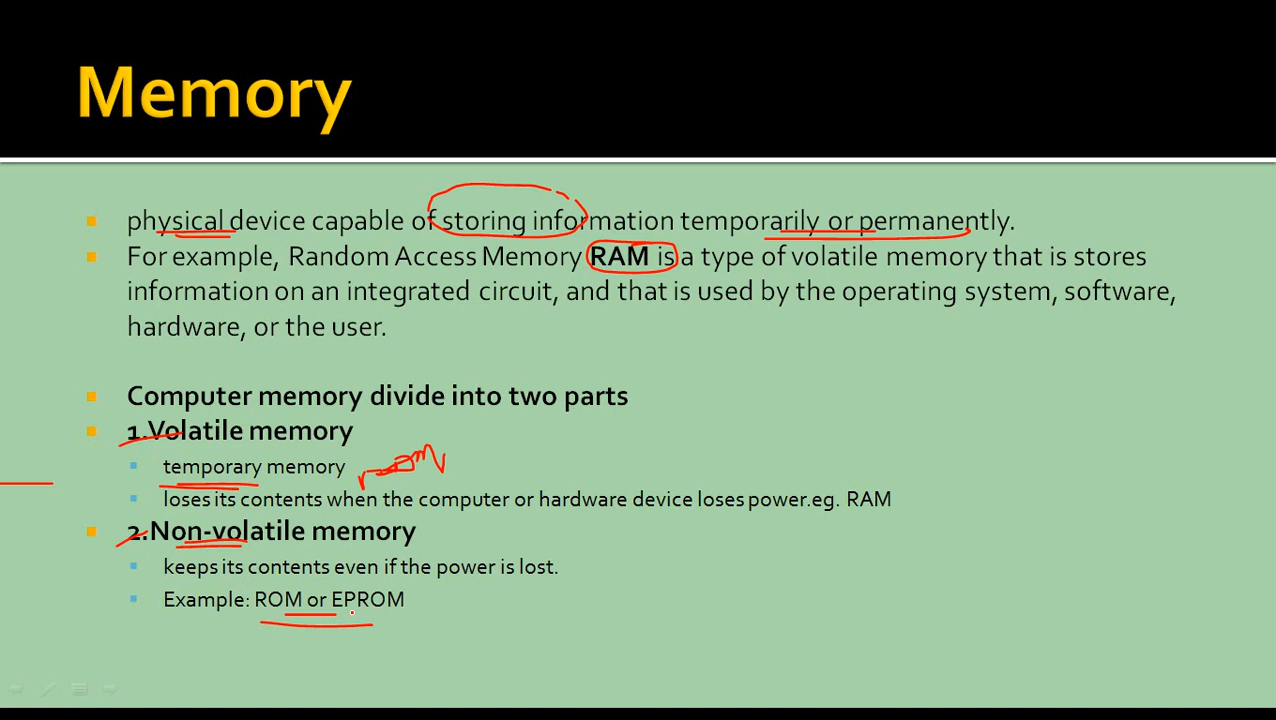 Memory
physical device capable of storing information temporarily or permanently.
For example, Random Access Memory RAM is a type of volatile memory that is stores
information on an integrated circuit, and that is used by the operating system, software,
hardware, or the user.
Computer memory divide into two parts
1.Volatile memory
temporary memory
loses its contents when the computer or hardware device loses power.eg. RAM
2.Non-volatile memory
keeps its contents even if the power is lost.
Example: ROM or EPROM